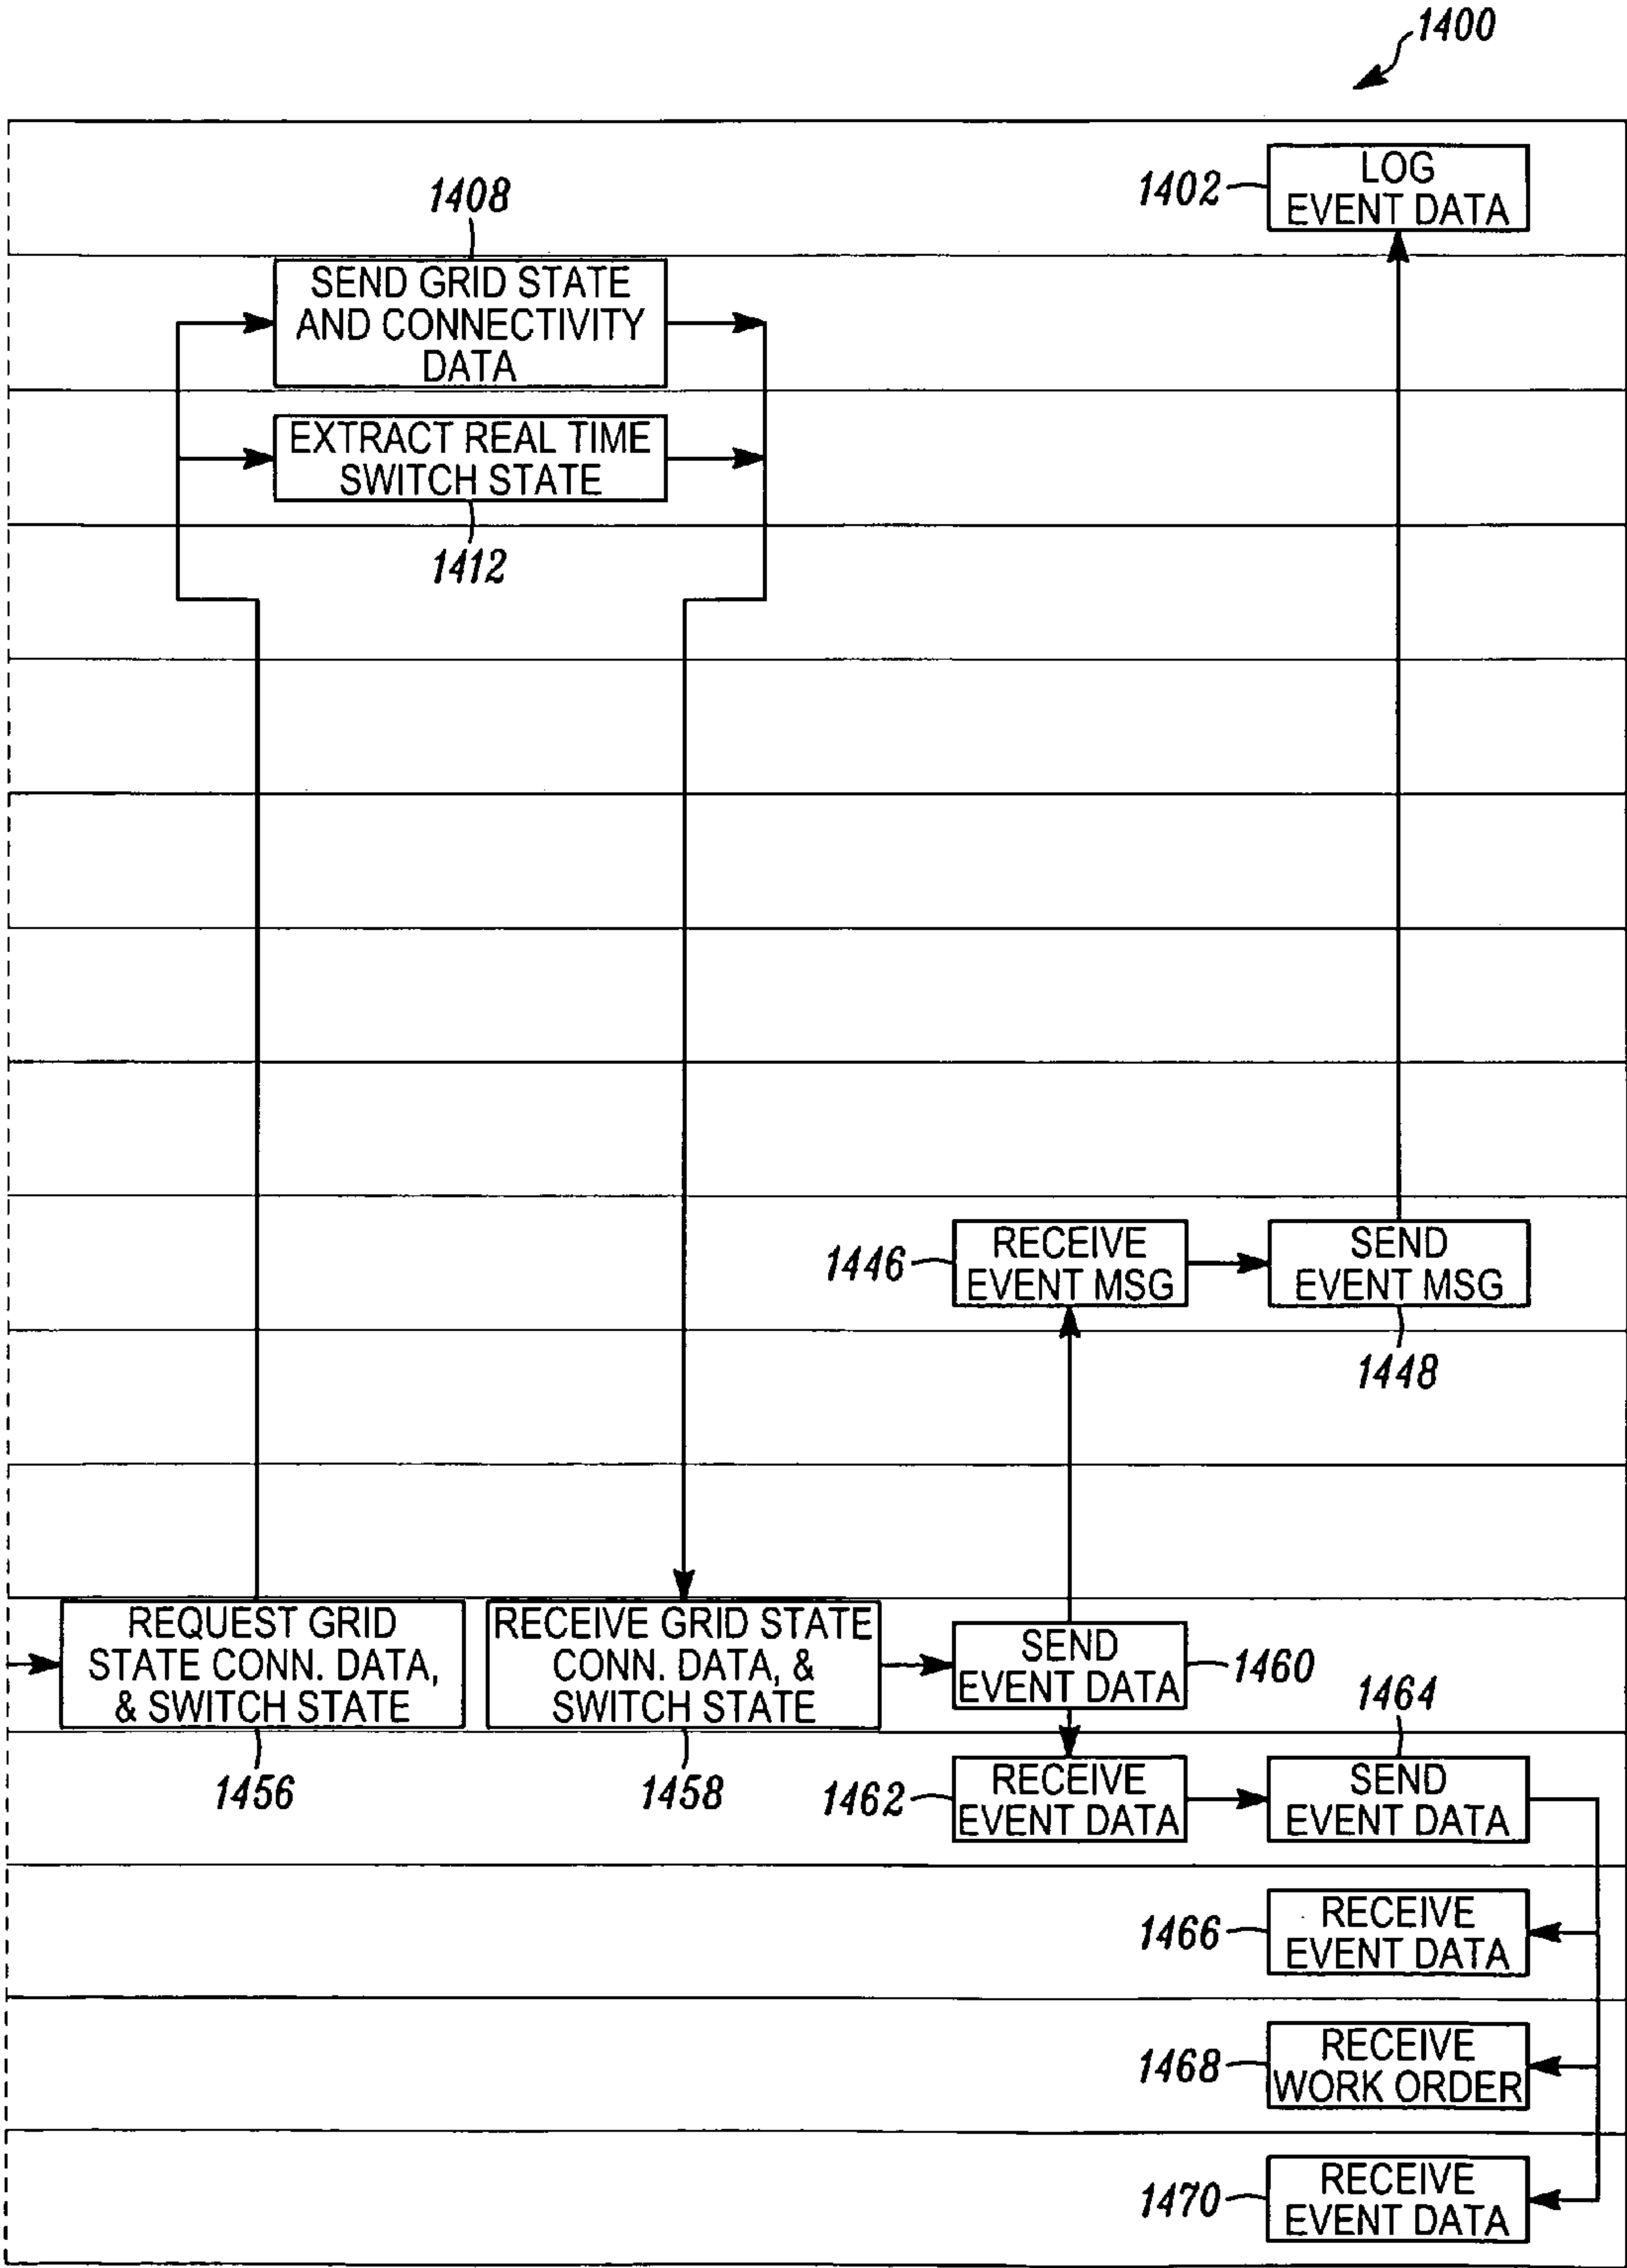 1400
1402
LOG
EVENT DATA
1408
SEND GRID STATE
AND CONNECTIVITY
DATA
EXTRACT REAL TIME
SWITCH STATE
1412
1446
RECEIVE
EVENT MSG
SEND
EVENT MSG
1448
REQUEST GRID
STATE CONN. DATA,
& SWITCH STATE
1456
RECEIVE GRID STATE
CONN. DATA, &
SWITCH STATE
1458
SEND
EVENT DATA
1460
1462
RECEIVE
EVENT DATA
1464
SEND
EVENT DATA
1466
RECEIVE
EVENT DATA
1468
RECEIVE
WORK ORDER
1470
RECEIVE
EVENT DATA